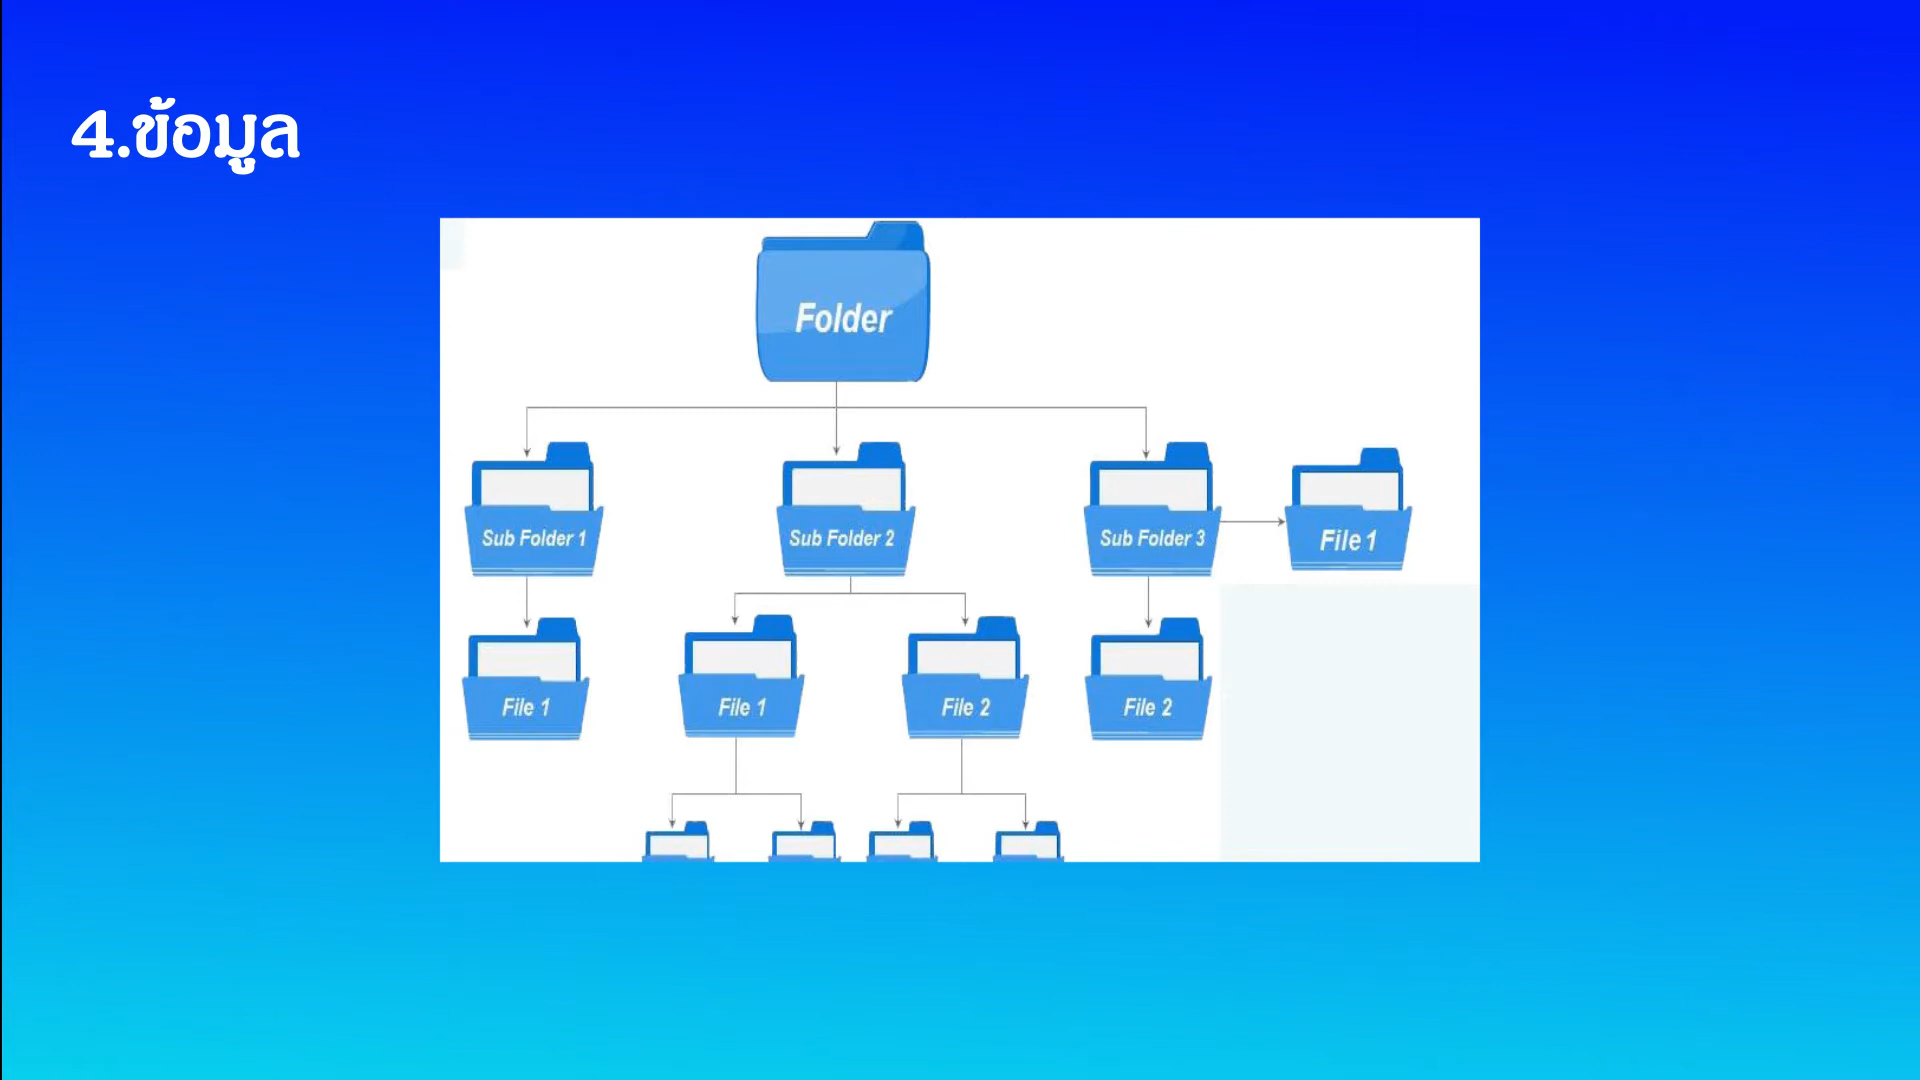 4.ข้อมูล
Folder
Sub Folder 1
Sub Folder 2
Sub Folder 3
File 1
File 1
File 1
File 2
File 2